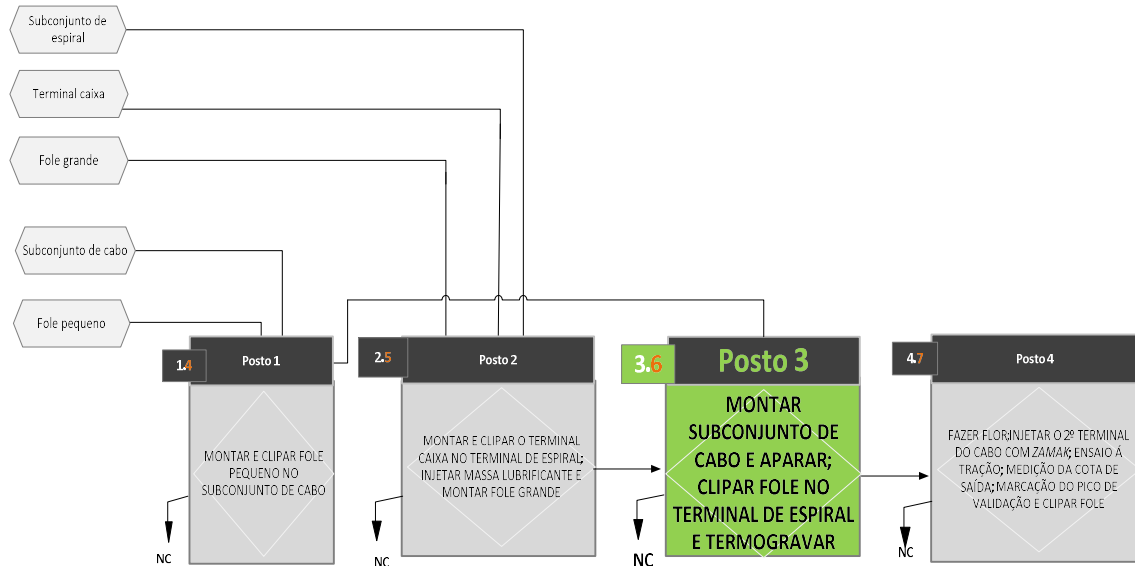 Subconjunto de
espiral
Terminal caixa
Fole grande
Subconjunto de cabo
Fole pequeno
1.4
Posto 1
MONTAR E CLIPAR FOLE
PEQUENO NO
SUBCONJUNTO DE CABO
NC
2.5
Posto 2
MONTAR E CLIPAR O TERMINAL
CAIXA NO TERMINAL DE ESPIRAL;
INJETAR MASSA LUBRIFICANTE E
MONTAR FOLE GRANDE
NC
3.6
Posto 3
MONTAR
SUBCONJUNTO DE
CABO E APARAR;
CLIPAR FOLE NO
TERMINAL DE ESPIRAL
E TERMOGRAVAR
NC
4.7
Posto 4
FAZER FLOR;INJETAR O 2º TERMINAL
DO CABO COM ZAMAK; ENSAIO Á
TRAÇÃO; MEDIÇÃO DA COTA DE
SAÍDA; MARCAÇÃO DO PICO DE
VALIDAÇÃO E CLIPAR FOLE
NC